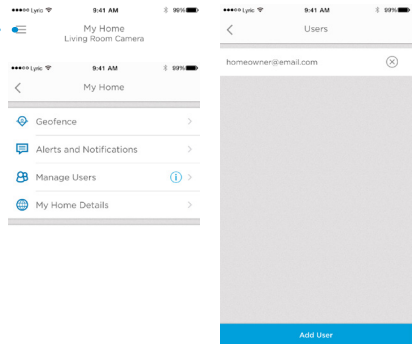 Lyric 9:41 AM 99%
My Home
Living Room Camera
Lyric 9:41 AM 99%
My Home
Geofence
Alerts and Notifications
Manage Users
My Home Details
Lyric 9:41 AM 99%
Users
homeowner@email.com
Add User